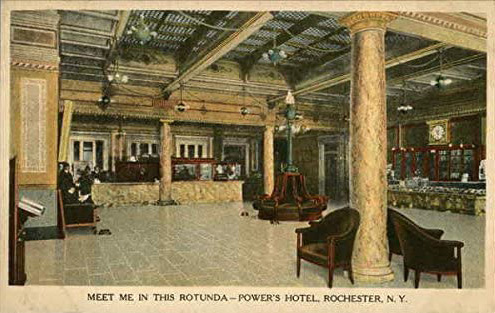 MEET ME IN THIS ROTUNDA — POWER'S HOTEL, ROCHESTER, N.Y.